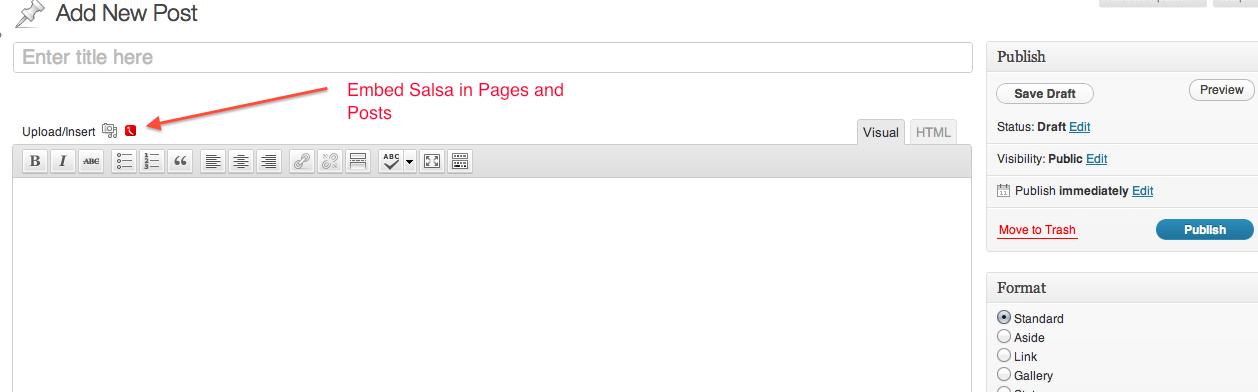 Add New Post
Enter title here
Embed Salsa in Pages and
Posts
Upload/Insert
Visual
HTML
B I ABC
ABC
Publish
Save Draft
Preview
Status: Draft Edit
Visibility: Public Edit
Publish immediately Edit
Move to Trash
Publish
Format
Standard
Aside
Link
Gallery